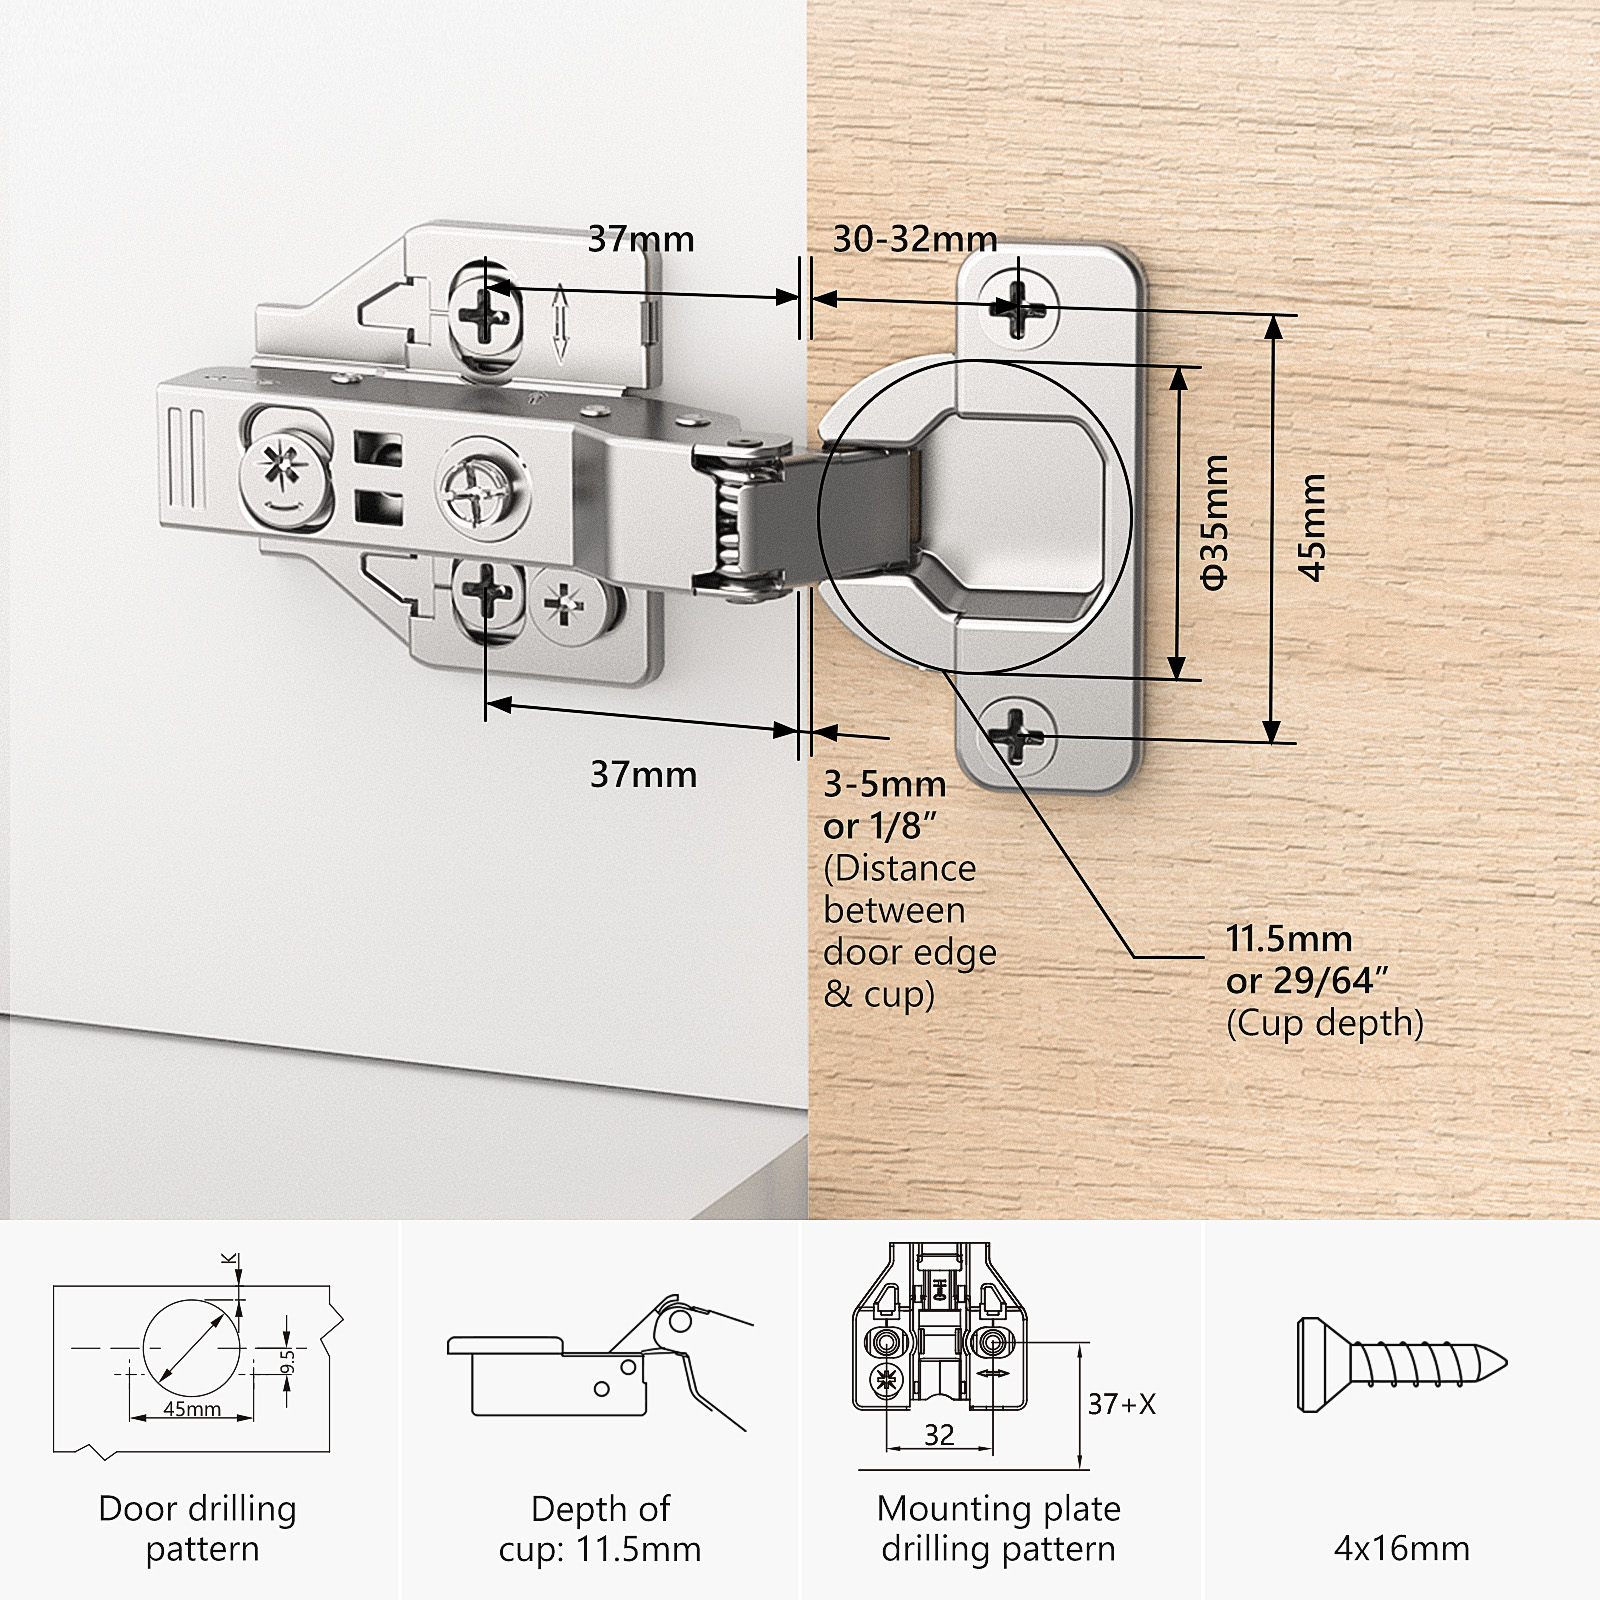 37mm
30-32mm
Φ35mm
45mm
37mm
3-5mm
or 1/8”
(Distance
between
door edge
& cup)
11.5mm
or 29/64”
(Cup depth)
K
9.5
45mm
Door drilling
pattern
Depth of
cup: 11.5mm
32
37+X
Mounting plate
drilling pattern
4x16mm